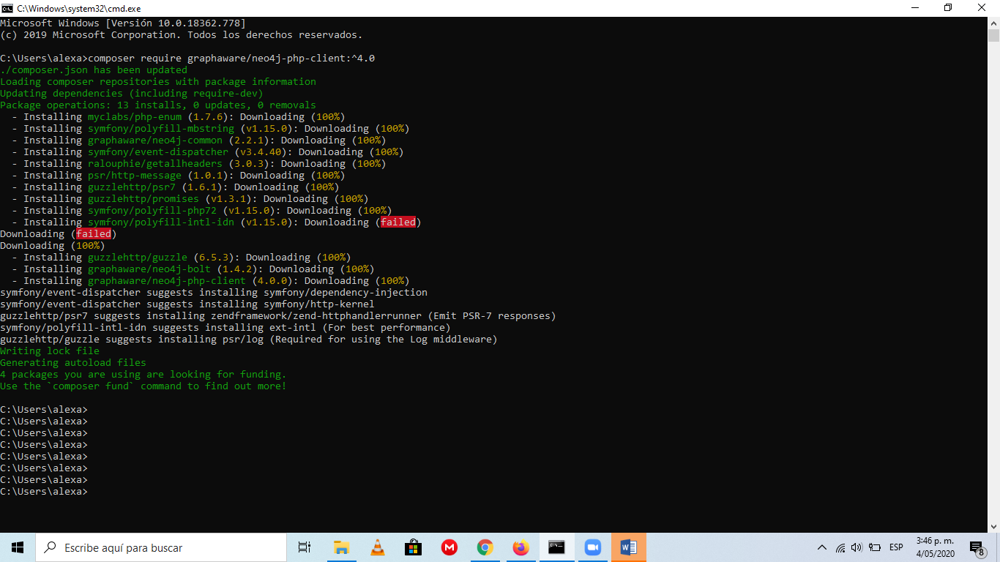 C:\Windows\system32\cmd.exe
Microsoft Windows [Versión 10.0.18362.778]
(c) 2019 Microsoft Corporation. Todos los derechos reservados.
C:\Users\alexa>composer require graphaware/neo4j-php-client:^4.0
./composer.json has been updated
Loading composer repositories with package information
Updating dependencies (including require-dev)
Package operations: 13 installs, 0 updates, 0 removals
  - Installing myclabs/php-enum (1.7.6): Downloading (100%)
  - Installing symfony/polyfill-mbstring (v1.15.0): Downloading (100%)
  - Installing graphaware/neo4j-common (2.2.1): Downloading (100%)
  - Installing symfony/event-dispatcher (v3.4.40): Downloading (100%)
  - Installing ralouphie/getallheaders (3.0.3): Downloading (100%)
  - Installing psr/http-message (1.0.1): Downloading (100%)
  - Installing guzzlehttp/psr7 (1.6.1): Downloading (100%)
  - Installing guzzlehttp/promises (v1.3.1): Downloading (100%)
  - Installing symfony/polyfill-php72 (v1.15.0): Downloading (100%)
  - Installing symfony/polyfill-intl-idn (v1.15.0): Downloading (failed)
Downloading (failed)
Downloading (100%)
  - Installing guzzlehttp/guzzle (6.5.3): Downloading (100%)
  - Installing graphaware/neo4j-bolt (1.4.2): Downloading (100%)
  - Installing graphaware/neo4j-php-client (4.0.0): Downloading (100%)
symfony/event-dispatcher suggests installing symfony/dependency-injection
symfony/event-dispatcher suggests installing symfony/http-kernel
guzzlehttp/psr7 suggests installing zendframework/zend-httphandlerrunner (Emit PSR-7 responses)
symfony/polyfill-intl-idn suggests installing ext-intl (For best performance)
guzzlehttp/guzzle suggests installing psr/log (Required for using the Log middleware)
Writing lock file
Generating autoload files
4 packages you are using are looking for funding.
Use the `composer fund` command to find out more!
C:\Users\alexa>
C:\Users\alexa>
C:\Users\alexa>
C:\Users\alexa>
C:\Users\alexa>
C:\Users\alexa>
C:\Users\alexa>
C:\Users\alexa>
Escribe aquí para buscar
ESP
3:46 p. m.
4/05/2020
8